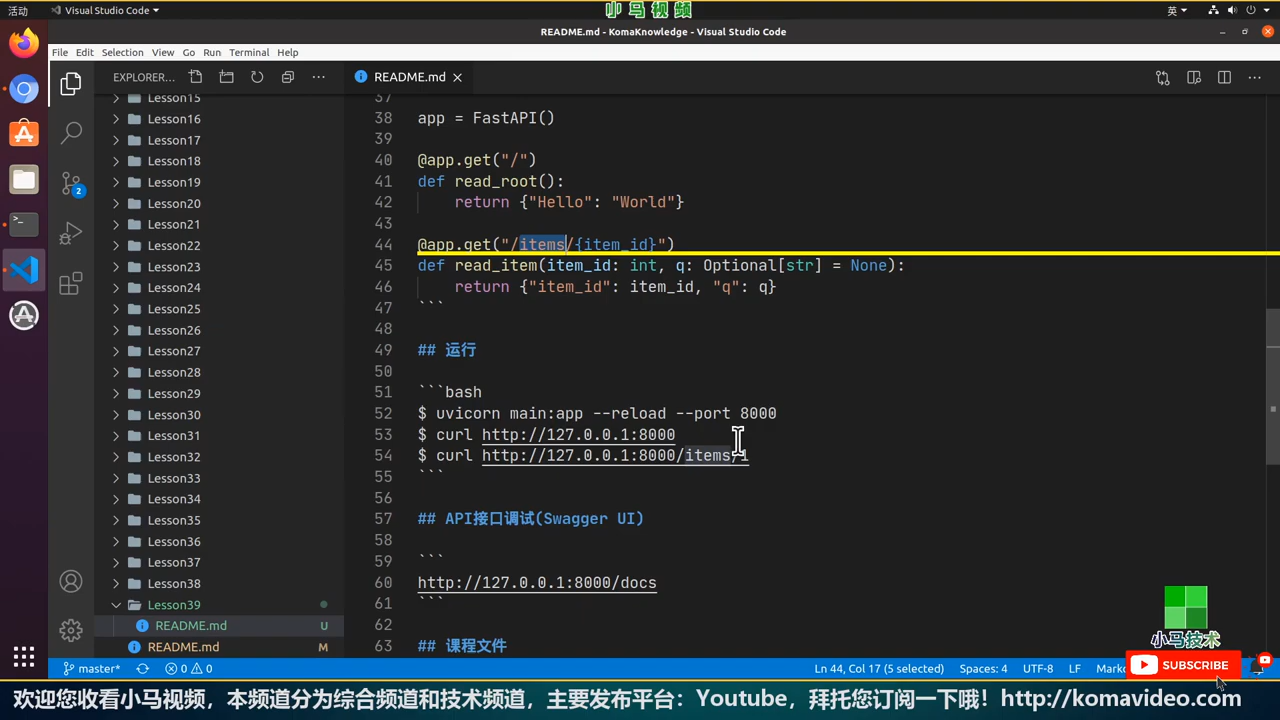 活动
Visual Studio Code
小马视频
英
README.md - KomaKnowledge - Visual Studio Code
File Edit Selection View Go Run Terminal Help
EXPLORER...
README.md
Lesson15
Lesson16
Lesson17
Lesson18
Lesson19
Lesson20
Lesson21
Lesson22
Lesson23
Lesson24
Lesson25
Lesson26
Lesson27
Lesson28
Lesson29
Lesson30
Lesson31
Lesson32
Lesson33
Lesson34
Lesson35
Lesson36
Lesson37
Lesson38
Lesson39
README.md U
README.md M
2
37
38 app = FastAPI()
39
40 @app.get("/")
41 def read_root():
42 return {"Hello": "World"}
43
44 @app.get("/items/{item_id}")
45 def read_item(item_id: int, q: Optional[str] = None):
46 return {"item_id": item_id, "q": q}
47 ```
48
49 ## 运行
50
51 ```bash
52 $ uvicorn main:app --reload --port 8000
53 $ curl http://127.0.0.1:8000
54 $ curl http://127.0.0.1:8000/items/1
55 ```
56
57 ## API接口调试(Swagger UI)
58
59 ```
60 http://127.0.0.1:8000/docs
61 ```
62
63 ## 课程文件
小马技术
SUBSCRIBE
master* 0 0
Ln 44, Col 17 (5 selected) Spaces: 4 UTF-8 LF
欢迎您收看小马视频，本频道分为综合频道和技术频道，主要发布平台：Youtube，拜托您订阅一下哦！http://komavideo.com